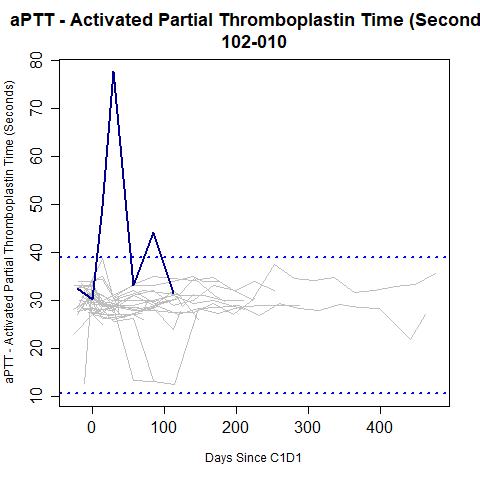 aPTT - Activated Partial Thromboplastin Time (Second
102-010
aPTT - Activated Partial Thromboplastin Time (Seconds)
80
70
60
50
40
30
20
10
0 100 200 300 400
Days Since C1D1